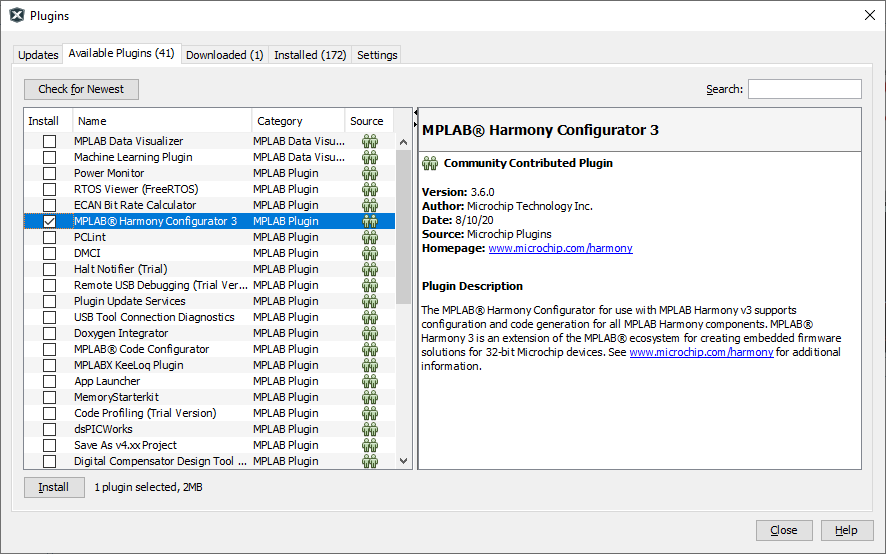 Plugins
Updates Available Plugins (41) Downloaded (1) Installed (172) Settings
Check for Newest Search:
Install Name Category Source
MPLAB Data Visualizer MPLAB Data Visu...
Machine Learning Plugin MPLAB Data Visu...
Power Monitor MPLAB Plugin
RTOS Viewer (FreeRTOS) MPLAB Plugin
ECAN Bit Rate Calculator MPLAB Plugin
MPLAB® Harmony Configurator 3 MPLAB Plugin
PCLint MPLAB Plugin
DMCI MPLAB Plugin
Halt Notifier (Trial) MPLAB Plugin
Remote USB Debugging (Trial Ver... MPLAB Plugin
Plugin Update Services MPLAB Plugin
USB Tool Connection Diagnostics MPLAB Plugin
Doxygen Integrator MPLAB Plugin
MPLAB® Code Configurator MPLAB Plugin
MPLABX KeeLoq Plugin MPLAB Plugin
App Launcher MPLAB Plugin
MemoryStarterkit MPLAB Plugin
Code Profiling (Trial Version) MPLAB Plugin
dsPICWorks MPLAB Plugin
Save As v4.xx Project MPLAB Plugin
Digital Compensator Design Tool ... MPLAB Plugin
MPLAB® Harmony Configurator 3
Community Contributed Plugin
Version: 3.6.0
Author: Microchip Technology Inc.
Date: 8/10/20
Source: Microchip Plugins
Homepage: www.microchip.com/harmony
Plugin Description
The MPLAB® Harmony Configurator for use with MPLAB Harmony v3 supports
configuration and code generation for all MPLAB Harmony components. MPLAB®
Harmony 3 is an extension of the MPLAB® ecosystem for creating embedded firmware
solutions for 32-bit Microchip devices. See www.microchip.com/harmony for additional
information.
Install 1 plugin selected, 2MB
Close Help